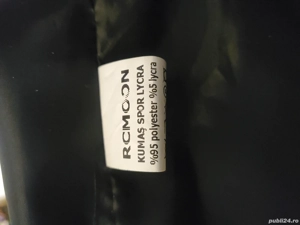 RCMOON
KUMAŞ SPOR LYCRA
%95 polyester %5 lycra
publi24.ro